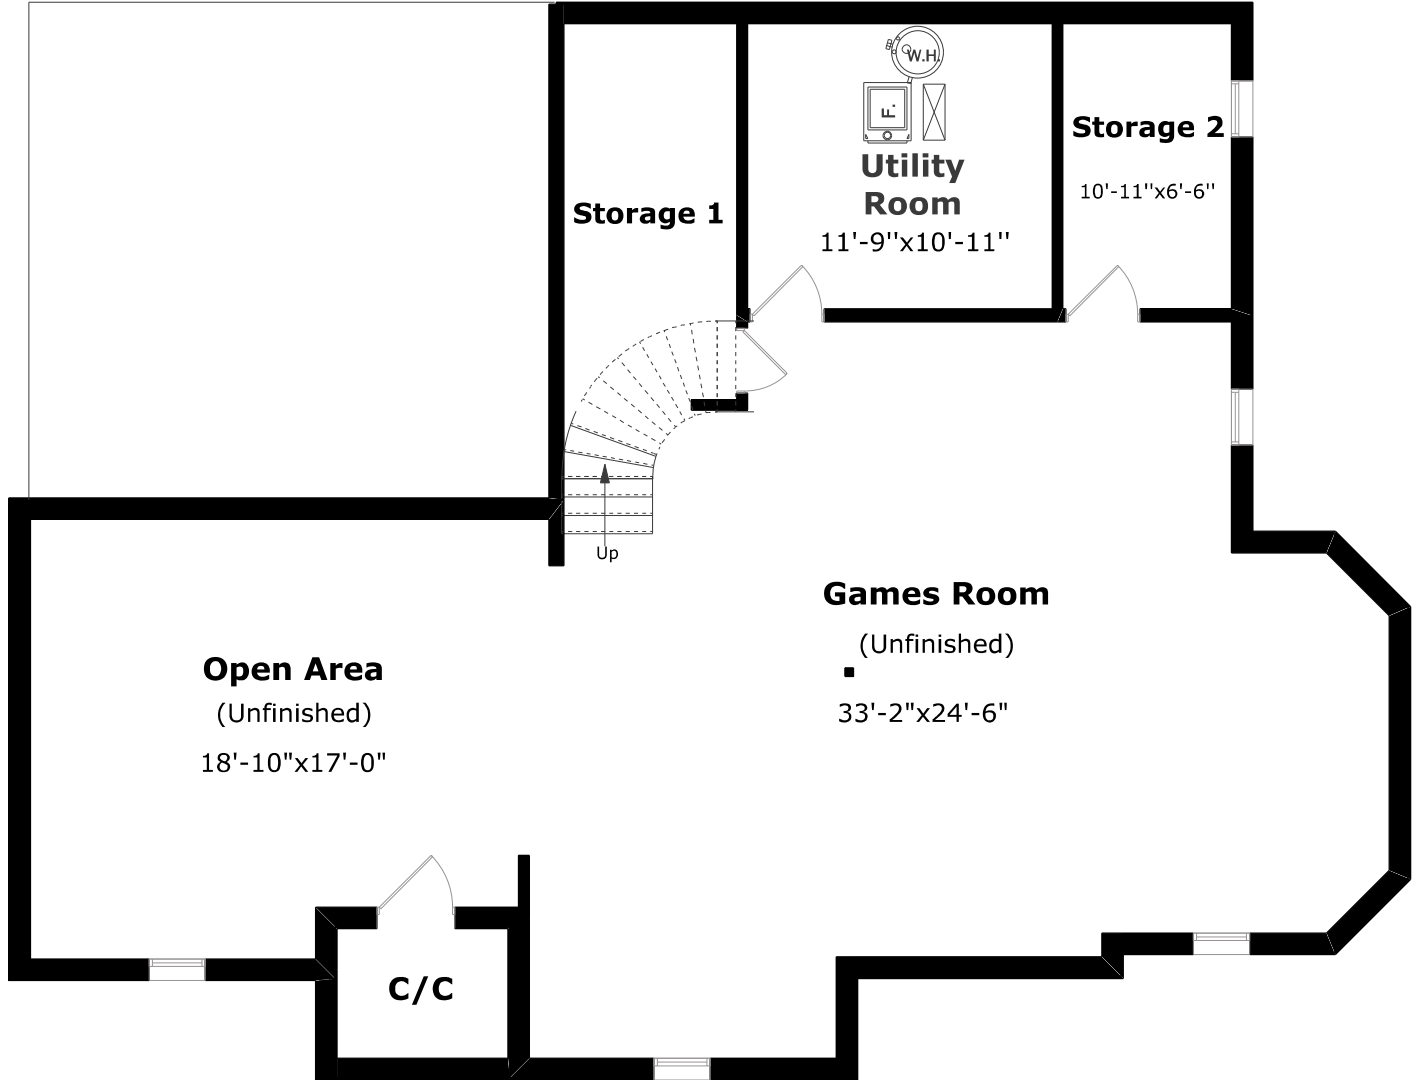 W.H.
F.
Storage 2
10'-11''x6'-6''
Utility
Room
11'-9''x10'-11''
Storage 1
Up
Games Room
(Unfinished)
33'-2"x24'-6"
Open Area
(Unfinished)
18'-10"x17'-0"
C/C